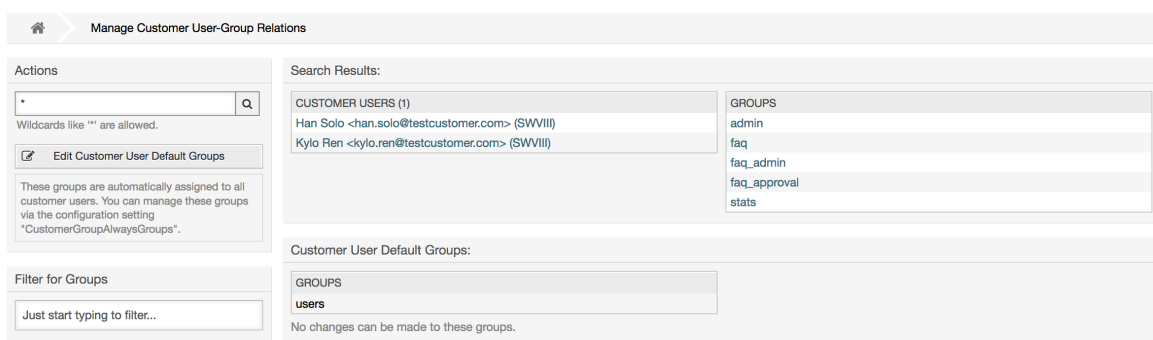 Manage Customer User-Group Relations
Actions
*
Wildcards like '*' are allowed.
Edit Customer User Default Groups
These groups are automatically assigned to all
customer users. You can manage these groups
via the configuration setting
"CustomerGroupAlwaysGroups".
Filter for Groups
Just start typing to filter...
Search Results:
CUSTOMER USERS (1)
Han Solo <han.solo@testcustomer.com> (SWVIII)
Kylo Ren <kylo.ren@testcustomer.com> (SWVIII)
GROUPS
admin
faq
faq_admin
faq_approval
stats
Customer User Default Groups:
GROUPS
users
No changes can be made to these groups.